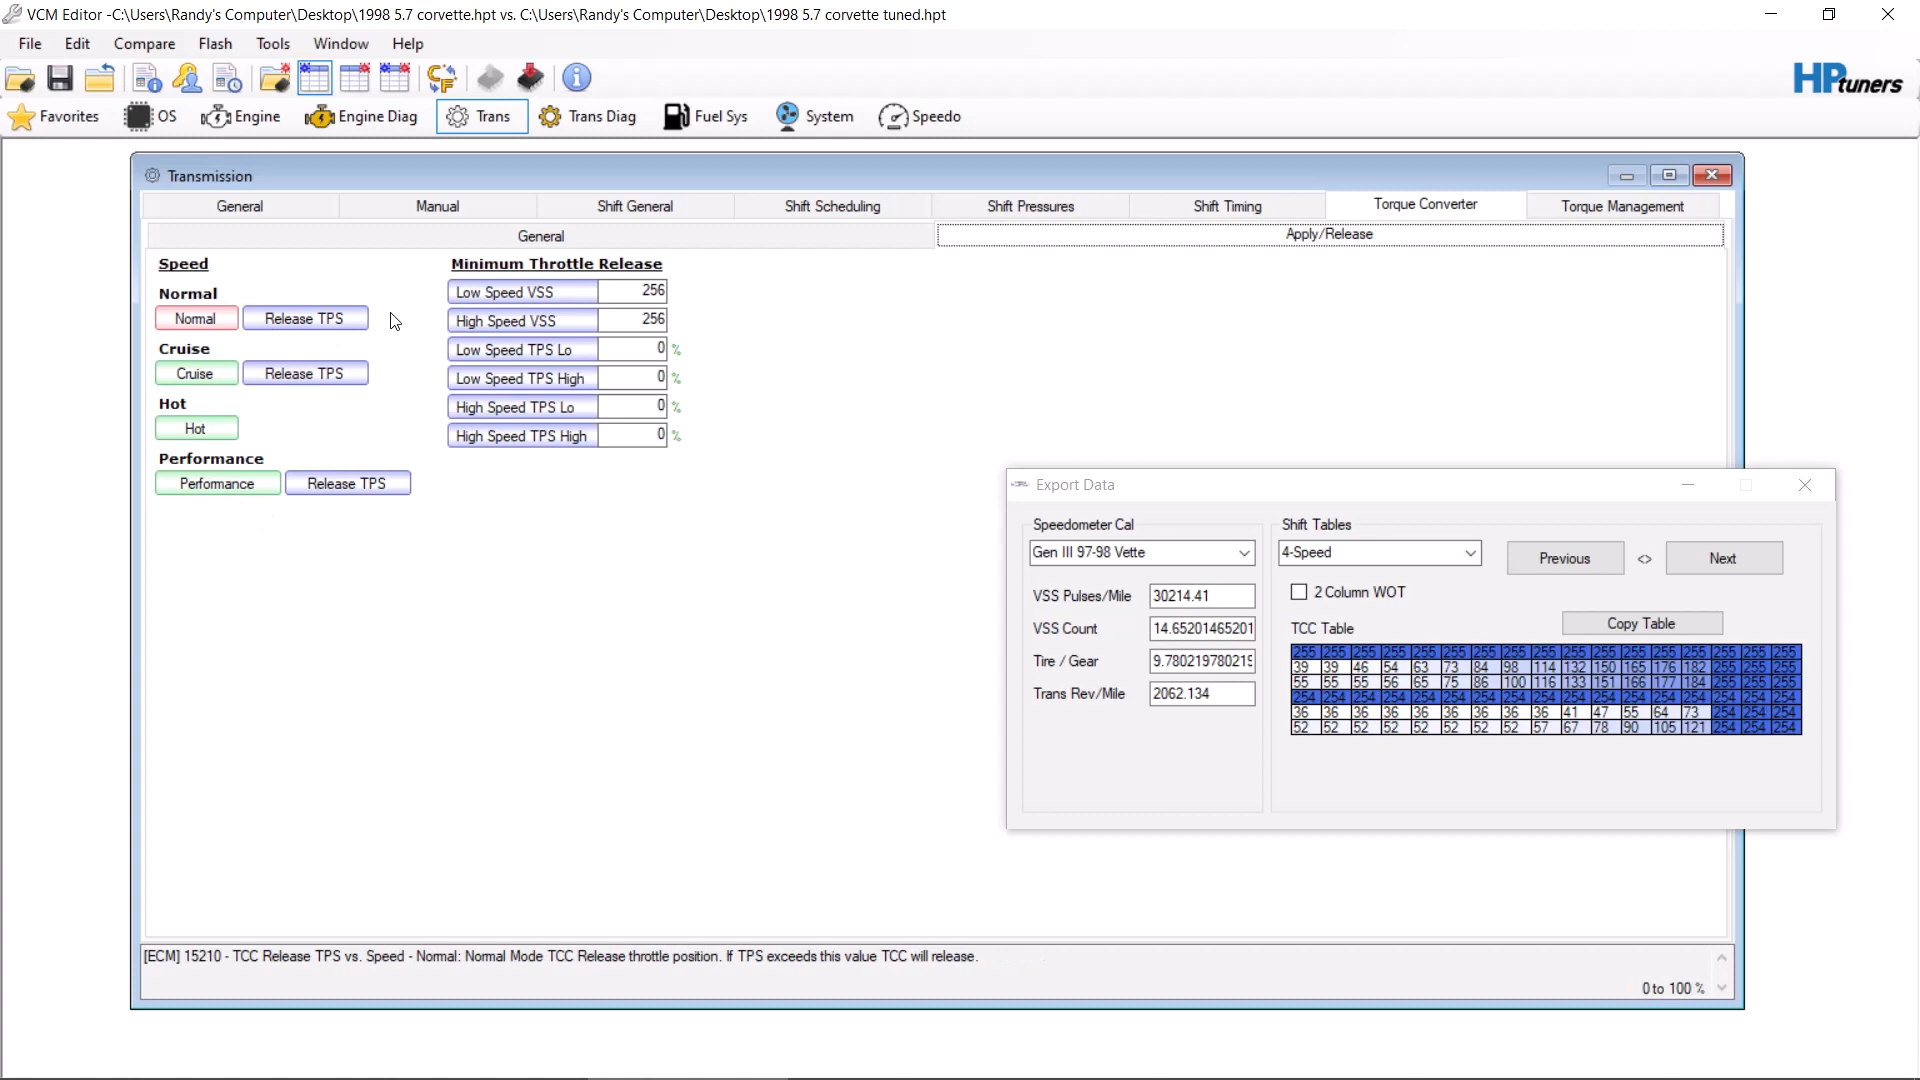 VCM Editor -C:\Users\Randy's Computer\Desktop\1998 5.7 corvette.hpt vs. C:\Users\Randy's Computer\Desktop\1998 5.7 corvette tuned.hpt
File Edit Compare Flash Tools Window Help
HPtuners
Favorites OS Engine Engine Diag Trans Trans Diag Fuel Sys System Speedo
Transmission
General Manual Shift General Shift Scheduling Shift Pressures Shift Timing Torque Converter Torque Management
General Apply/Release
Speed
Normal
Normal Release TPS
Cruise
Cruise Release TPS
Hot
Hot
Performance
Performance Release TPS
Minimum Throttle Release
Low Speed VSS 256
High Speed VSS 256
Low Speed TPS Lo 0 %
Low Speed TPS High 0 %
High Speed TPS Lo 0 %
High Speed TPS High 0 %
Export Data
Speedometer Cal
Gen III 97-98 Vette
VSS Pulses/Mile 30214.41
VSS Count 14.65201465201
Tire / Gear 9.780219780219
Trans Rev/Mile 2062.134
Shift Tables
4-Speed Previous <> Next
2 Column WOT
TCC Table Copy Table
255 255 255 255 255 255 255 255 255 255 255 255 255 255 255 255 255
39 39 46 54 63 73 84 98 114 132 150 165 176 182 255 255 255
55 55 55 56 65 75 86 100 116 133 151 166 177 184 255 255 255
254 254 254 254 254 254 254 254 254 254 254 254 254 254 254 254 254
36 36 36 36 36 36 36 36 36 41 47 55 64 73 254 254 254
52 52 52 52 52 52 52 52 57 67 78 90 105 121 254 254 254
[ECM] 15210 - TCC Release TPS vs. Speed - Normal: Normal Mode TCC Release throttle position. If TPS exceeds this value TCC will release.
0 to 100 %